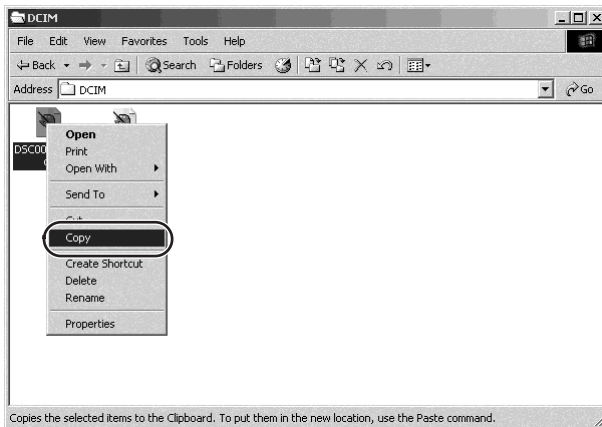 DCIM
File Edit View Favorites Tools Help
Back Search Folders
Address DCIM Go
DSC00
Open
Print
Open With
Send To
Cut
Copy
Create Shortcut
Delete
Rename
Properties
Copies the selected items to the Clipboard. To put them in the new location, use the Paste command.